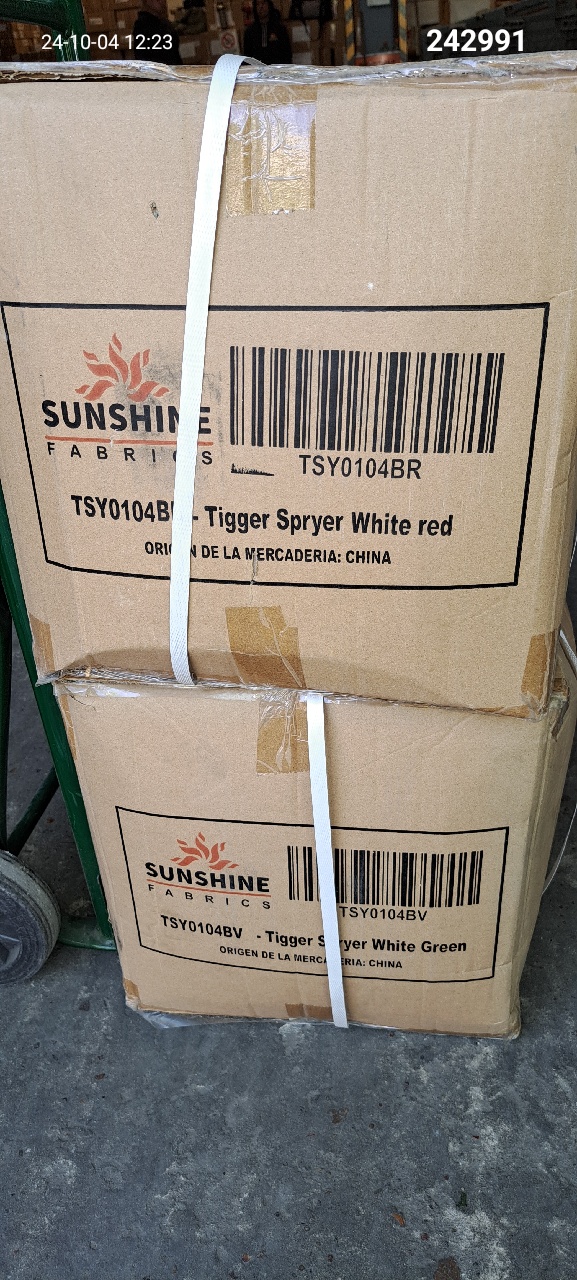 24-10-04 12:23
242991
SUNSHINE
FABRICS
TSY0104BR
- Tigger Spryer White red
ORIGEN DE LA MERCADERIA: CHINA
SUNSHINE
FABRICS
TSY0104BV
TSY0104BV - Tigger Spryer White Green
ORIGEN DE LA MERCADERIA: CHINA